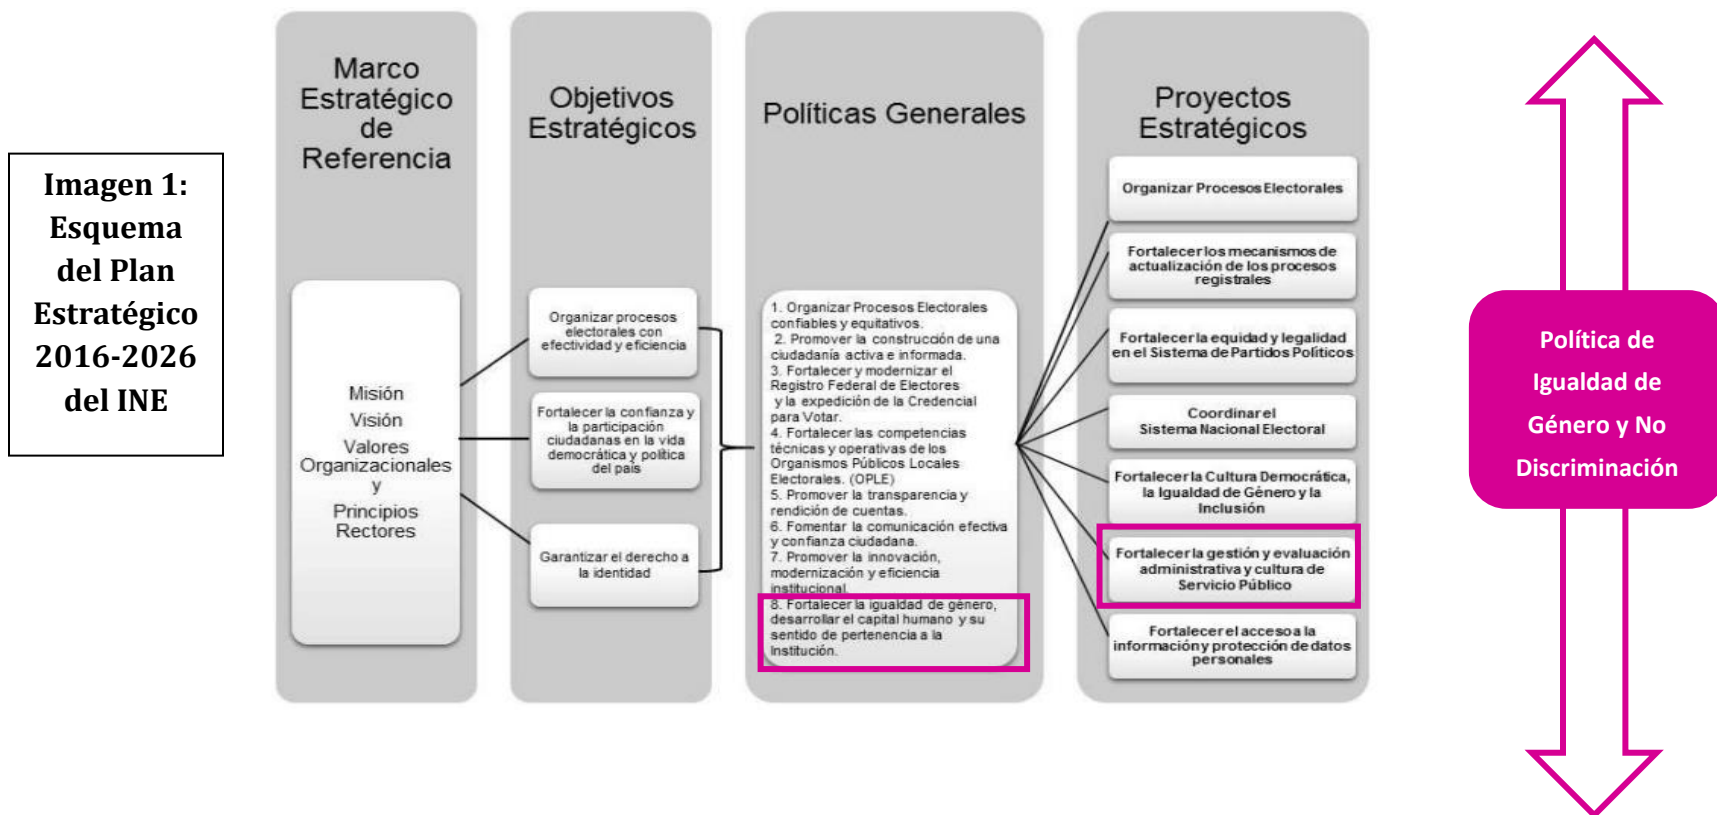 Imagen 1:
Esquema
del Plan
Estratégico
2016-2026
del INE
Marco
Estratégico
de
Referencia
Misión
Visión
Valores
Organizacionales
y
Principios
Rectores
Objetivos
Estratégicos
Organizar procesos
electorales con
efectividad y eficiencia
Fortalecer la confianza y
la participación
ciudadanas en la vida
democrática y política
del país
Garantizar el derecho a
la identidad
Políticas Generales
1. Organizar Procesos Electorales
confiables y equitativos.
2. Promover la construcción de una
ciudadanía activa e informada.
3. Fortalecer y modernizar el
Registro Federal de Electores
y la expedición de la Credencial
para Votar.
4. Fortalecer las competencias
técnicas y operativas de los
Organismos Públicos Locales
Electorales. (OPLE)
5. Promover la transparencia y
rendición de cuentas.
6. Fomentar la comunicación efectiva
y confianza ciudadana.
7. Promover la innovación,
modernización y eficiencia
institucional.
8. Fortalecer la igualdad de género,
desarrollar el capital humano y su
sentido de pertenencia a la
Institución.
Proyectos
Estratégicos
Organizar Procesos Electorales
Fortalecer los mecanismos de
actualización de los procesos
registrales
Fortalecer la equidad y legalidad
en el Sistema de Partidos Políticos
Coordinar el
Sistema Nacional Electoral
Fortalecer la Cultura Democrática,
la Igualdad de Género y la
Inclusión
Fortalecer la gestión y evaluación
administrativa y cultura de
Servicio Público
Fortalecer el acceso a la
información y protección de datos
personales
Política de
Igualdad de
Género y No
Discriminación